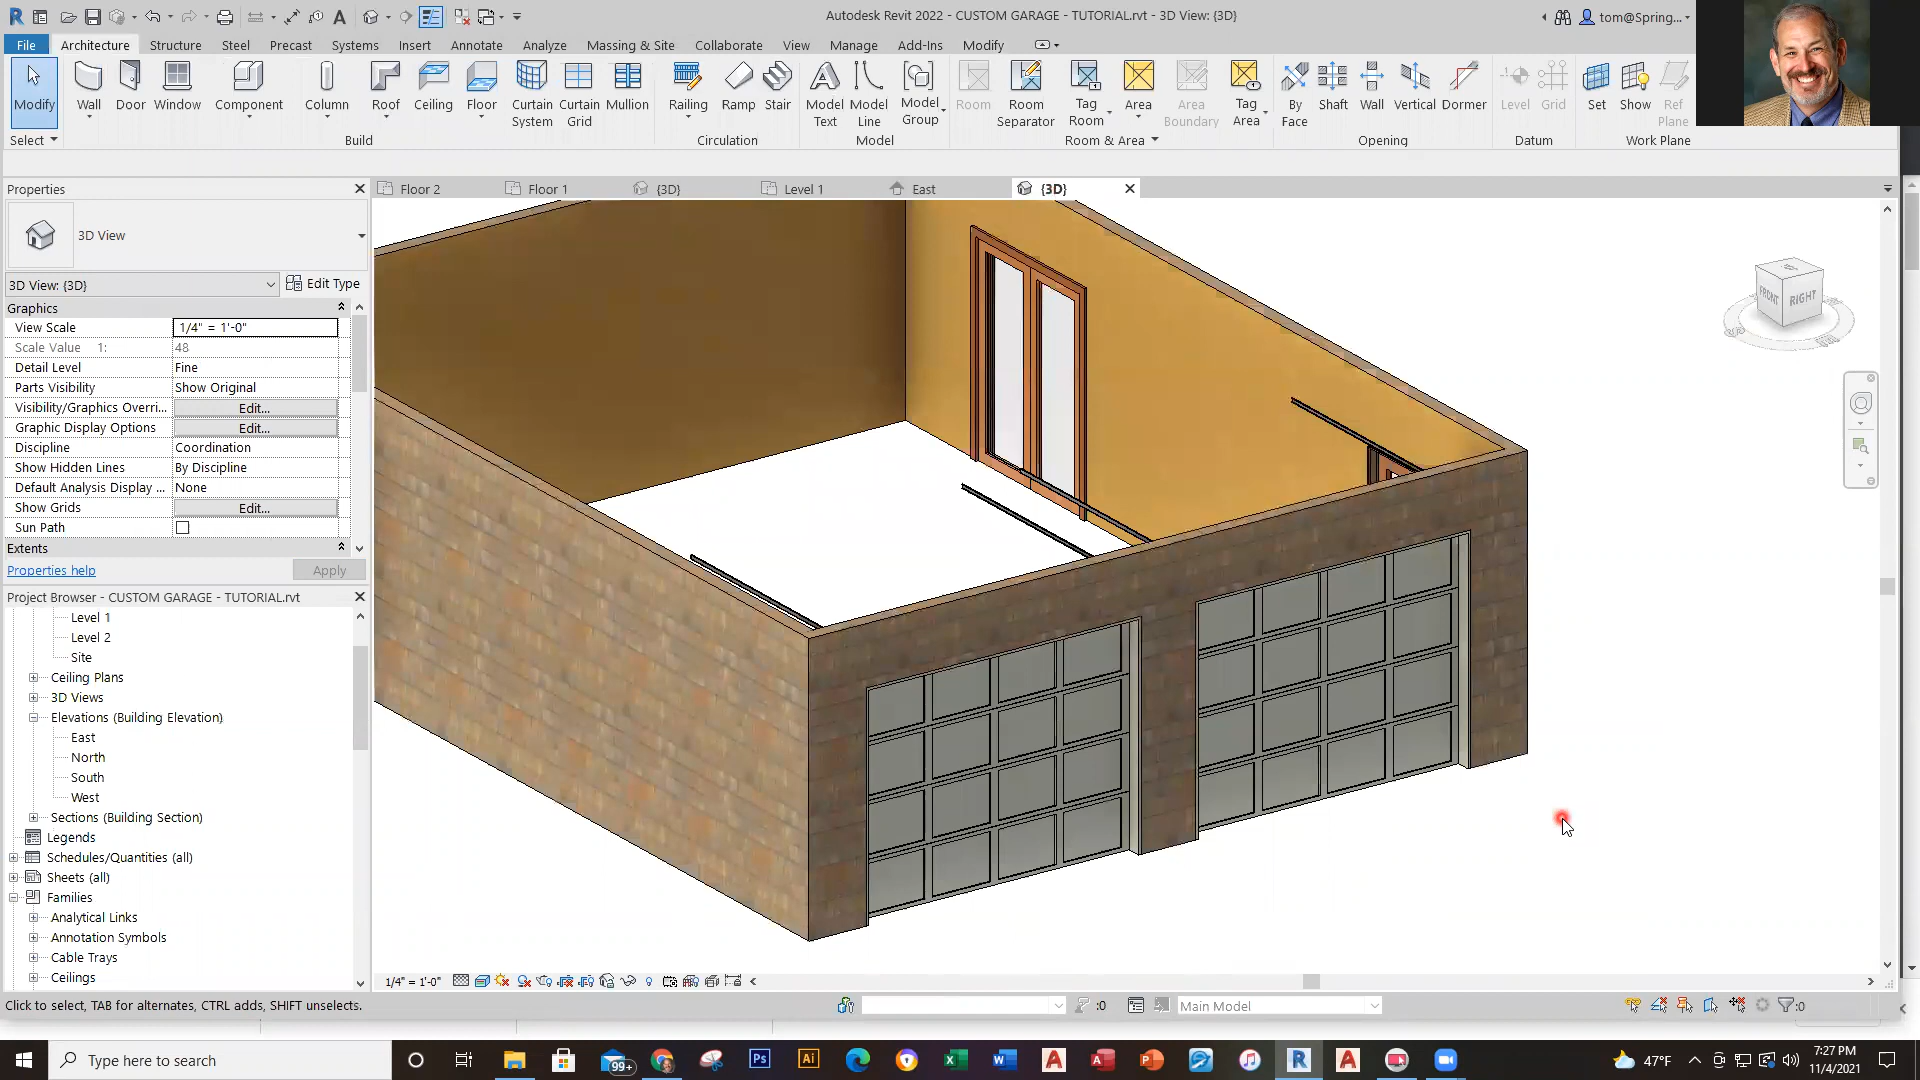 Autodesk Revit 2022 - CUSTOM GARAGE - TUTORIAL.rvt - 3D View: {3D}
tom@Spring...
File Architecture Structure Steel Precast Systems Insert Annotate Analyze Massing & Site Collaborate View Manage Add-Ins Modify
Modify Wall Door Window Component Column Roof Ceiling Floor Curtain System Curtain Grid Mullion Railing Ramp Stair Model Text Model Line Model Group Room Room Separator Tag Room Area Area Boundary Tag Area By Face Shaft Wall Vertical Dormer Level Grid Set Show Ref Plane
Select Build Circulation Model Room & Area Opening Datum Work Plane
Properties
Floor 2 Floor 1 {3D} Level 1 East {3D}
3D View
3D View: {3D} Edit Type
Graphics
View Scale 1/4" = 1'-0"
Scale Value 1: 48
Detail Level Fine
Parts Visibility Show Original
Visibility/Graphics Overri... Edit...
Graphic Display Options Edit...
Discipline Coordination
Show Hidden Lines By Discipline
Default Analysis Display ... None
Show Grids Edit...
Sun Path
Extents
Properties help Apply
FRONT RIGHT
Project Browser - CUSTOM GARAGE - TUTORIAL.rvt
Level 1
Level 2
Site
Ceiling Plans
3D Views
Elevations (Building Elevation)
East
North
South
West
Sections (Building Section)
Legends
Schedules/Quantities (all)
Sheets (all)
Families
Analytical Links
Annotation Symbols
Cable Trays
Ceilings
1/4" = 1'-0"
Click to select, TAB for alternates, CTRL adds, SHIFT unselects.
:0
Main Model
:0
Type here to search
99+
Ps
Ai
47°F
7:27 PM
11/4/2021